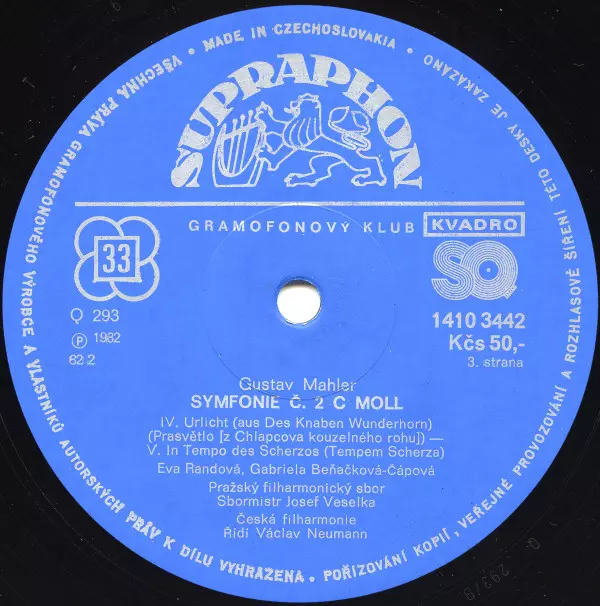 VŠECHNA PRÁVA GRAMOFONOVÉHO VÝROBCE A VLASTNÍKŮ AUTORSKÝCH PRÁV K DÍLU VYHRAZENA • POŘIZOVÁNÍ KOPIÍ, VEŘEJNÉ PROVOZOVÁNÍ A ROZHLASOVÉ ŠÍŘENÍ TÉTO DESKY JE ZAKÁZÁNO
• MADE IN CZECHOSLOVAKIA •
SUPRAPHON
GRAMOFONOVÝ KLUB
KVADRO
33
SQ
Q 293
Ⓟ 1982
62 2
1410 3442
Kčs 50,-
3. strana
Gustav Mahler
SYMFONIE Č. 2 C MOLL
IV. Urlicht (aus Des Knaben Wunderhorn)
(Prasvětlo [z Chlapcova kouzelného rohu]) —
V. In Tempo des Scherzos (Tempem Scherza)
Eva Randová, Gabriela Beňačková-Čápová
Pražský filharmonický sbor
Sbormistr Josef Veselka
Česká filharmonie
Řídí Václav Neumann